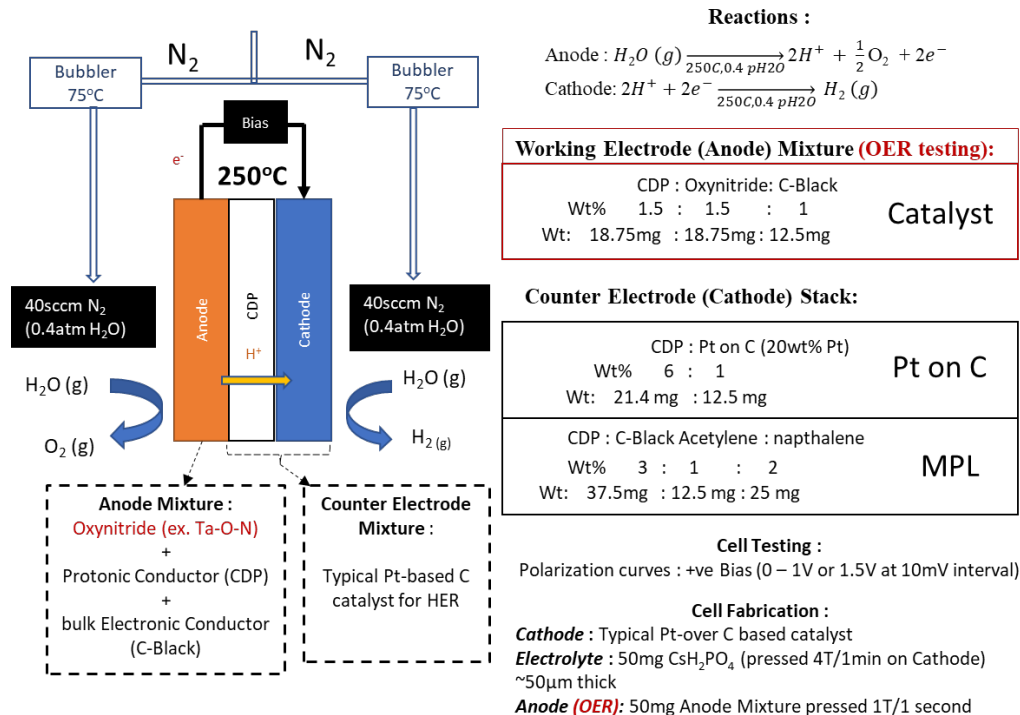 N2
N2
Bubbler
75°C
Bubbler
75°C
Bias
e-
250°C
40sccm N2
(0.4atm H2O)
40sccm N2
(0.4atm H2O)
Anode
CDP
Cathode
H+
H2O (g)
O2 (g)
H2O (g)
H2 (g)
Anode Mixture :
Oxynitride (ex. Ta-O-N)
+
Protonic Conductor (CDP)
+
bulk Electronic Conductor
(C-Black)
Counter Electrode
Mixture :
Typical Pt-based C
catalyst for HER
Reactions :
Anode : H2O (g) 250C,0.4 pH2O → 2H+ + 1/2 O2 + 2e−
Cathode: 2H+ + 2e− 250C,0.4 pH2O → H2 (g)
Working Electrode (Anode) Mixture (OER testing):
CDP : Oxynitride: C-Black
Wt% 1.5 : 1.5 : 1
Wt: 18.75mg : 18.75mg : 12.5mg
Catalyst
Counter Electrode (Cathode) Stack:
CDP : Pt on C (20wt% Pt)
Wt% 6 : 1
Wt: 21.4 mg : 12.5 mg
Pt on C
CDP : C-Black Acetylene : napthalene
Wt% 3 : 1 : 2
Wt: 37.5mg : 12.5 mg : 25 mg
MPL
Cell Testing :
Polarization curves : +ve Bias (0 – 1V or 1.5V at 10mV interval)
Cell Fabrication :
Cathode : Typical Pt-over C based catalyst
Electrolyte : 50mg CsH2PO4 (pressed 4T/1min on Cathode)
~50μm thick
Anode (OER): 50mg Anode Mixture pressed 1T/1 second